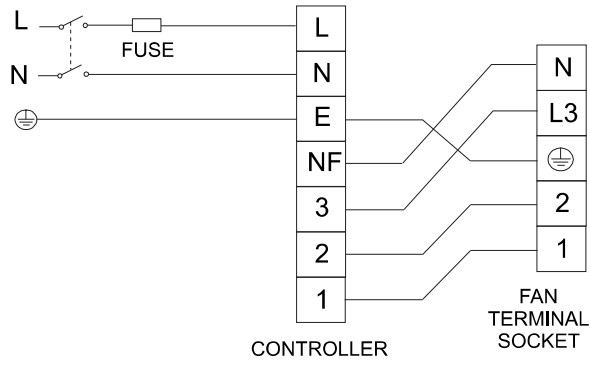 L
FUSE
N
L
N
E
NF
3
2
1
CONTROLLER
N
L3
2
1
FAN
TERMINAL
SOCKET